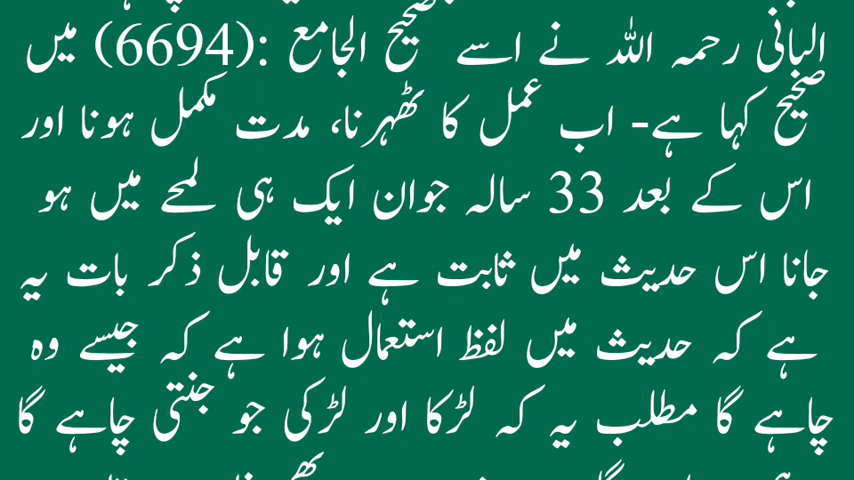 البانی رحمہ اللہ نے اسے صحیح الجامع :(6694) میں
صحیح کہا ہے- اب عمل کا ٹھہرنا، مدت مکمل ہونا اور
اس کے بعد 33 سالہ جوان ایک ہی لمحے میں ہو
جانا اس حدیث میں ثابت ہے اور قابل ذکر بات یہ
ہے کہ حدیث میں لفظ استعمال ہوا ہے کہ جیسے وہ
چاہے گا مطلب یہ کہ لڑکا اور لڑکی جو جنتی چاہے گا